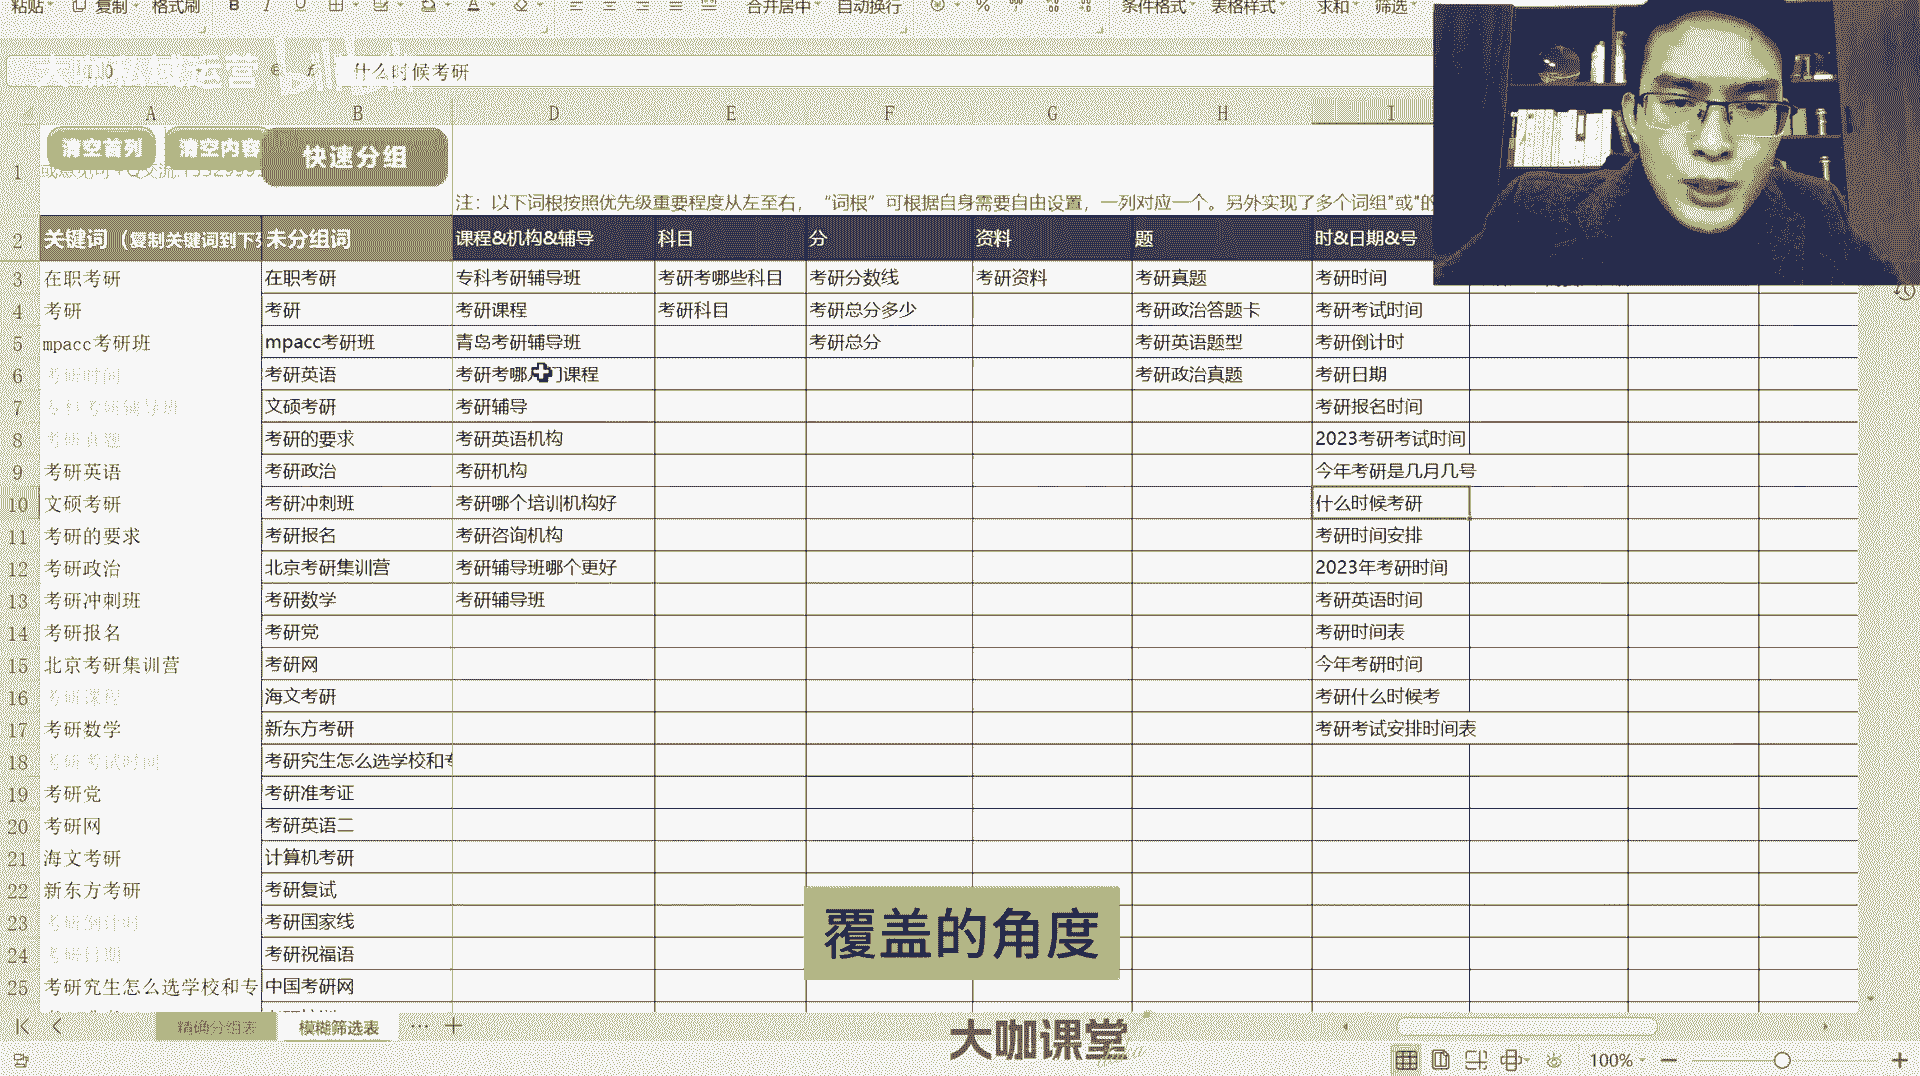 粘贴 复制 格式刷 B I U A 合并居中 自动换行 % 条件格式 表格样式 求和 筛选
什么时候考研
A B D E F G H I
清空首列 清空内容 快速分组
1
注：以下词根按照优先级重要程度从左至右，“词根”可根据自身需要自由设置，一列对应一个。另外实现了多个词组"或"的
2 关键词（复制关键词到下 未分组词 课程&机构&辅导 科目 分 资料 题 时&日期&号
3 在职考研 在职考研 专科考研辅导班 考研考哪些科目 考研分数线 考研资料 考研真题 考研时间
4 考研 考研 考研课程 考研科目 考研总分多少 考研政治答题卡 考研考试时间
5 mpacc考研班 mpacc考研班 青岛考研辅导班 考研总分 考研英语题型 考研倒计时
6 考研时间 考研英语 考研考哪 门课程 考研政治真题 考研日期
7 专科考研辅导班 文硕考研 考研辅导 考研报名时间
8 考研真题 考研的要求 考研英语机构 2023考研考试时间
9 考研英语 考研政治 考研机构 今年考研是几月几号
10 文硕考研 考研冲刺班 考研哪个培训机构好 什么时候考研
11 考研的要求 考研报名 考研咨询机构 考研时间安排
12 考研政治 北京考研集训营 考研辅导班哪个更好 2023年考研时间
13 考研冲刺班 考研数学 考研辅导班 考研英语时间
14 考研报名 考研党 考研时间表
15 北京考研集训营 考研网 今年考研时间
16 考研课程 海文考研 考研什么时候考
17 考研数学 新东方考研 考研考试安排时间表
18 考研考试时间 考研究生怎么选学校和专
19 考研党 考研准考证
20 考研网 考研英语二
21 海文考研 计算机考研
22 新东方考研 考研复试
23 考研倒计时 考研国家线
24 考研日期 考研祝福语
25 考研究生怎么选学校和专 中国考研网
覆盖的角度
精确分组表 模糊筛选表 ··· +
大咖课堂
100% − +